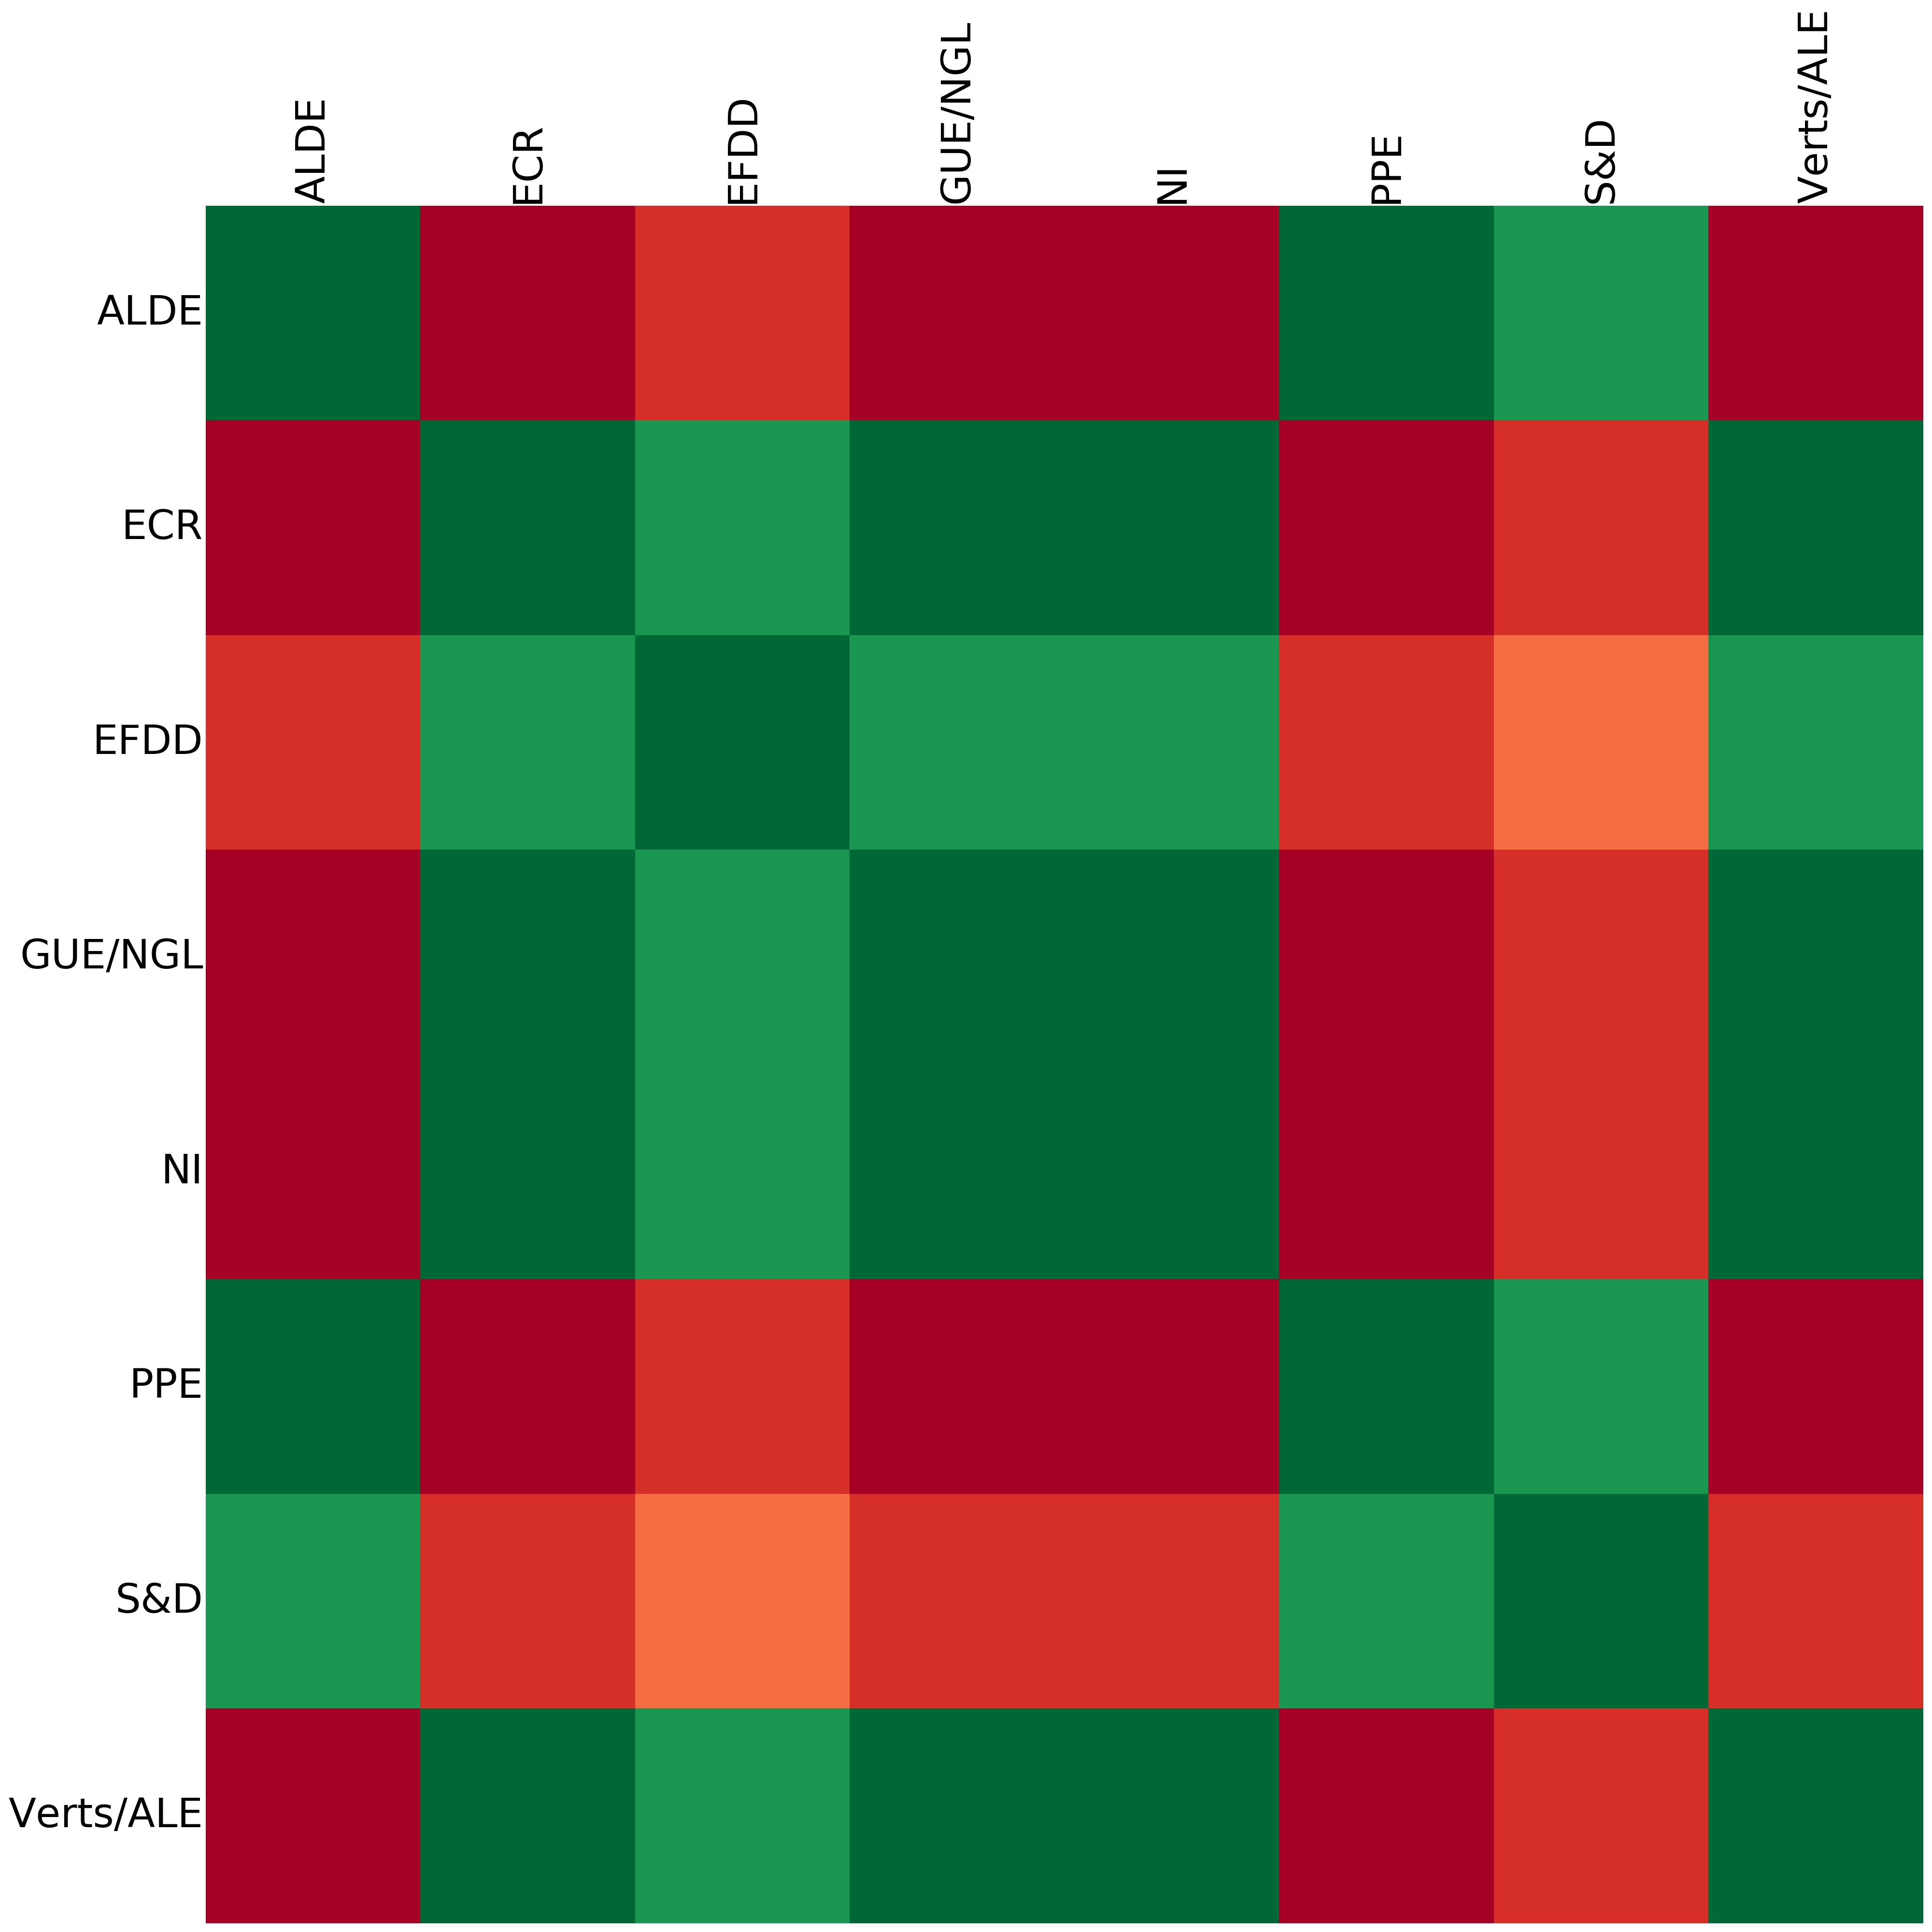 ALDE
ECR
EFDD
GUE/NGL
NI
PPE
S&D
Verts/ALE
ALDE
ECR
EFDD
GUE/NGL
NI
PPE
S&D
Verts/ALE